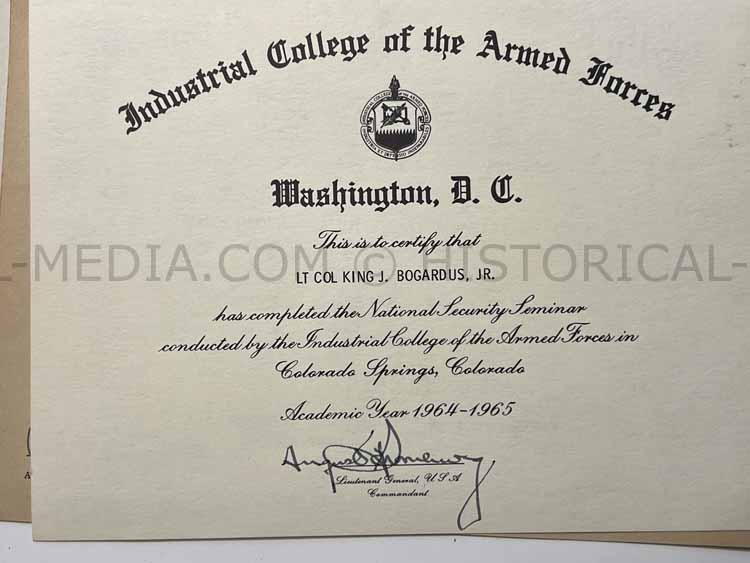 Industrial College of the Armed Forces
Washington, D. C.
This is to certify that
L-MEDIA.COM © HISTORICAL-
LT COL KING J. BOGARDUS, JR.
has completed the National Security Seminar
conducted by the Industrial College of the Armed Forces in
Colorado Springs, Colorado
Academic Year 1964-1965
Lieutenant General, U S A
Commandant
A